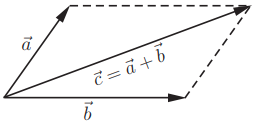 a⃗
c⃗ = a⃗ + b⃗
b⃗